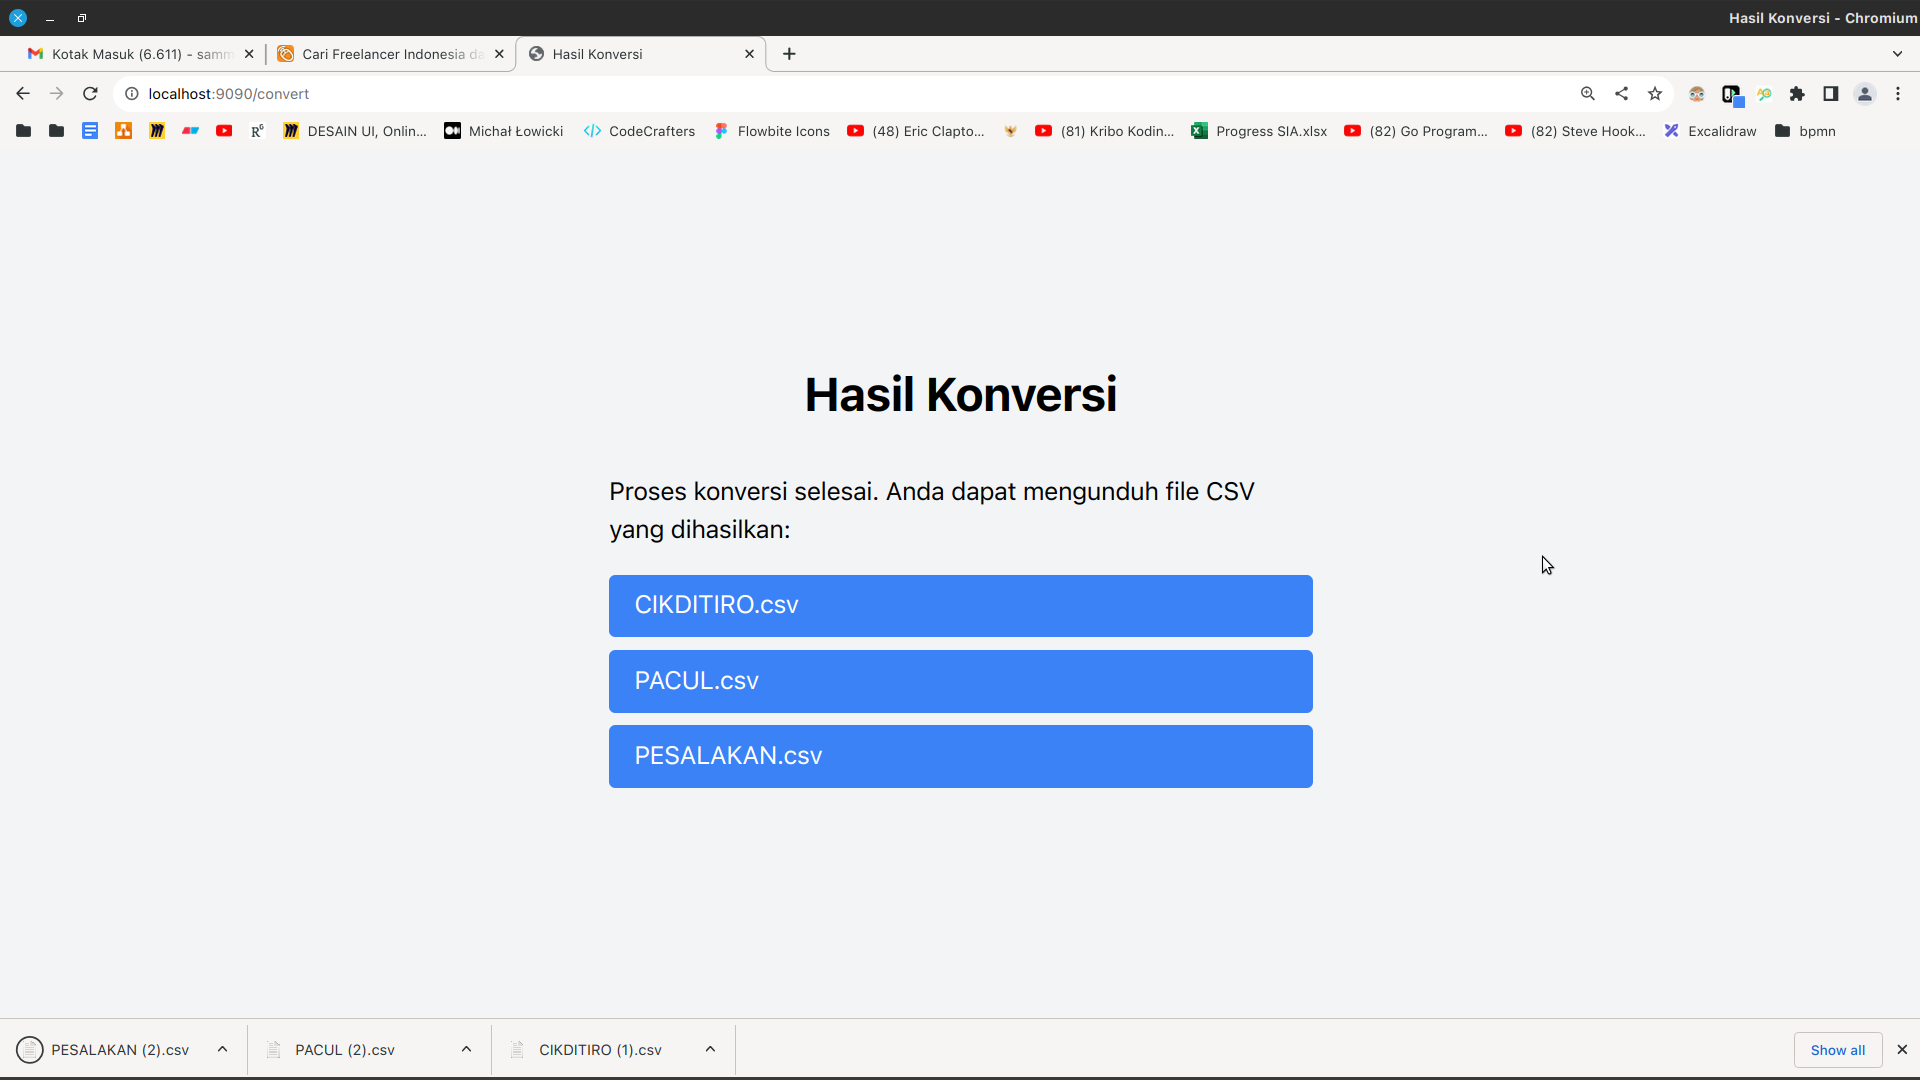 Hasil Konversi - Chromium
Kotak Masuk (6.611) - samm
Cari Freelancer Indonesia da
Hasil Konversi
localhost:9090/convert
DESAIN UI, Onlin...
Michał Łowicki
CodeCrafters
Flowbite Icons
(48) Eric Clapto...
(81) Kribo Kodin...
Progress SIA.xlsx
(82) Go Program...
(82) Steve Hook...
Excalidraw
bpmn
Hasil Konversi
Proses konversi selesai. Anda dapat mengunduh file CSV
yang dihasilkan:
CIKDITIRO.csv
PACUL.csv
PESALAKAN.csv
PESALAKAN (2).csv
PACUL (2).csv
CIKDITIRO (1).csv
Show all